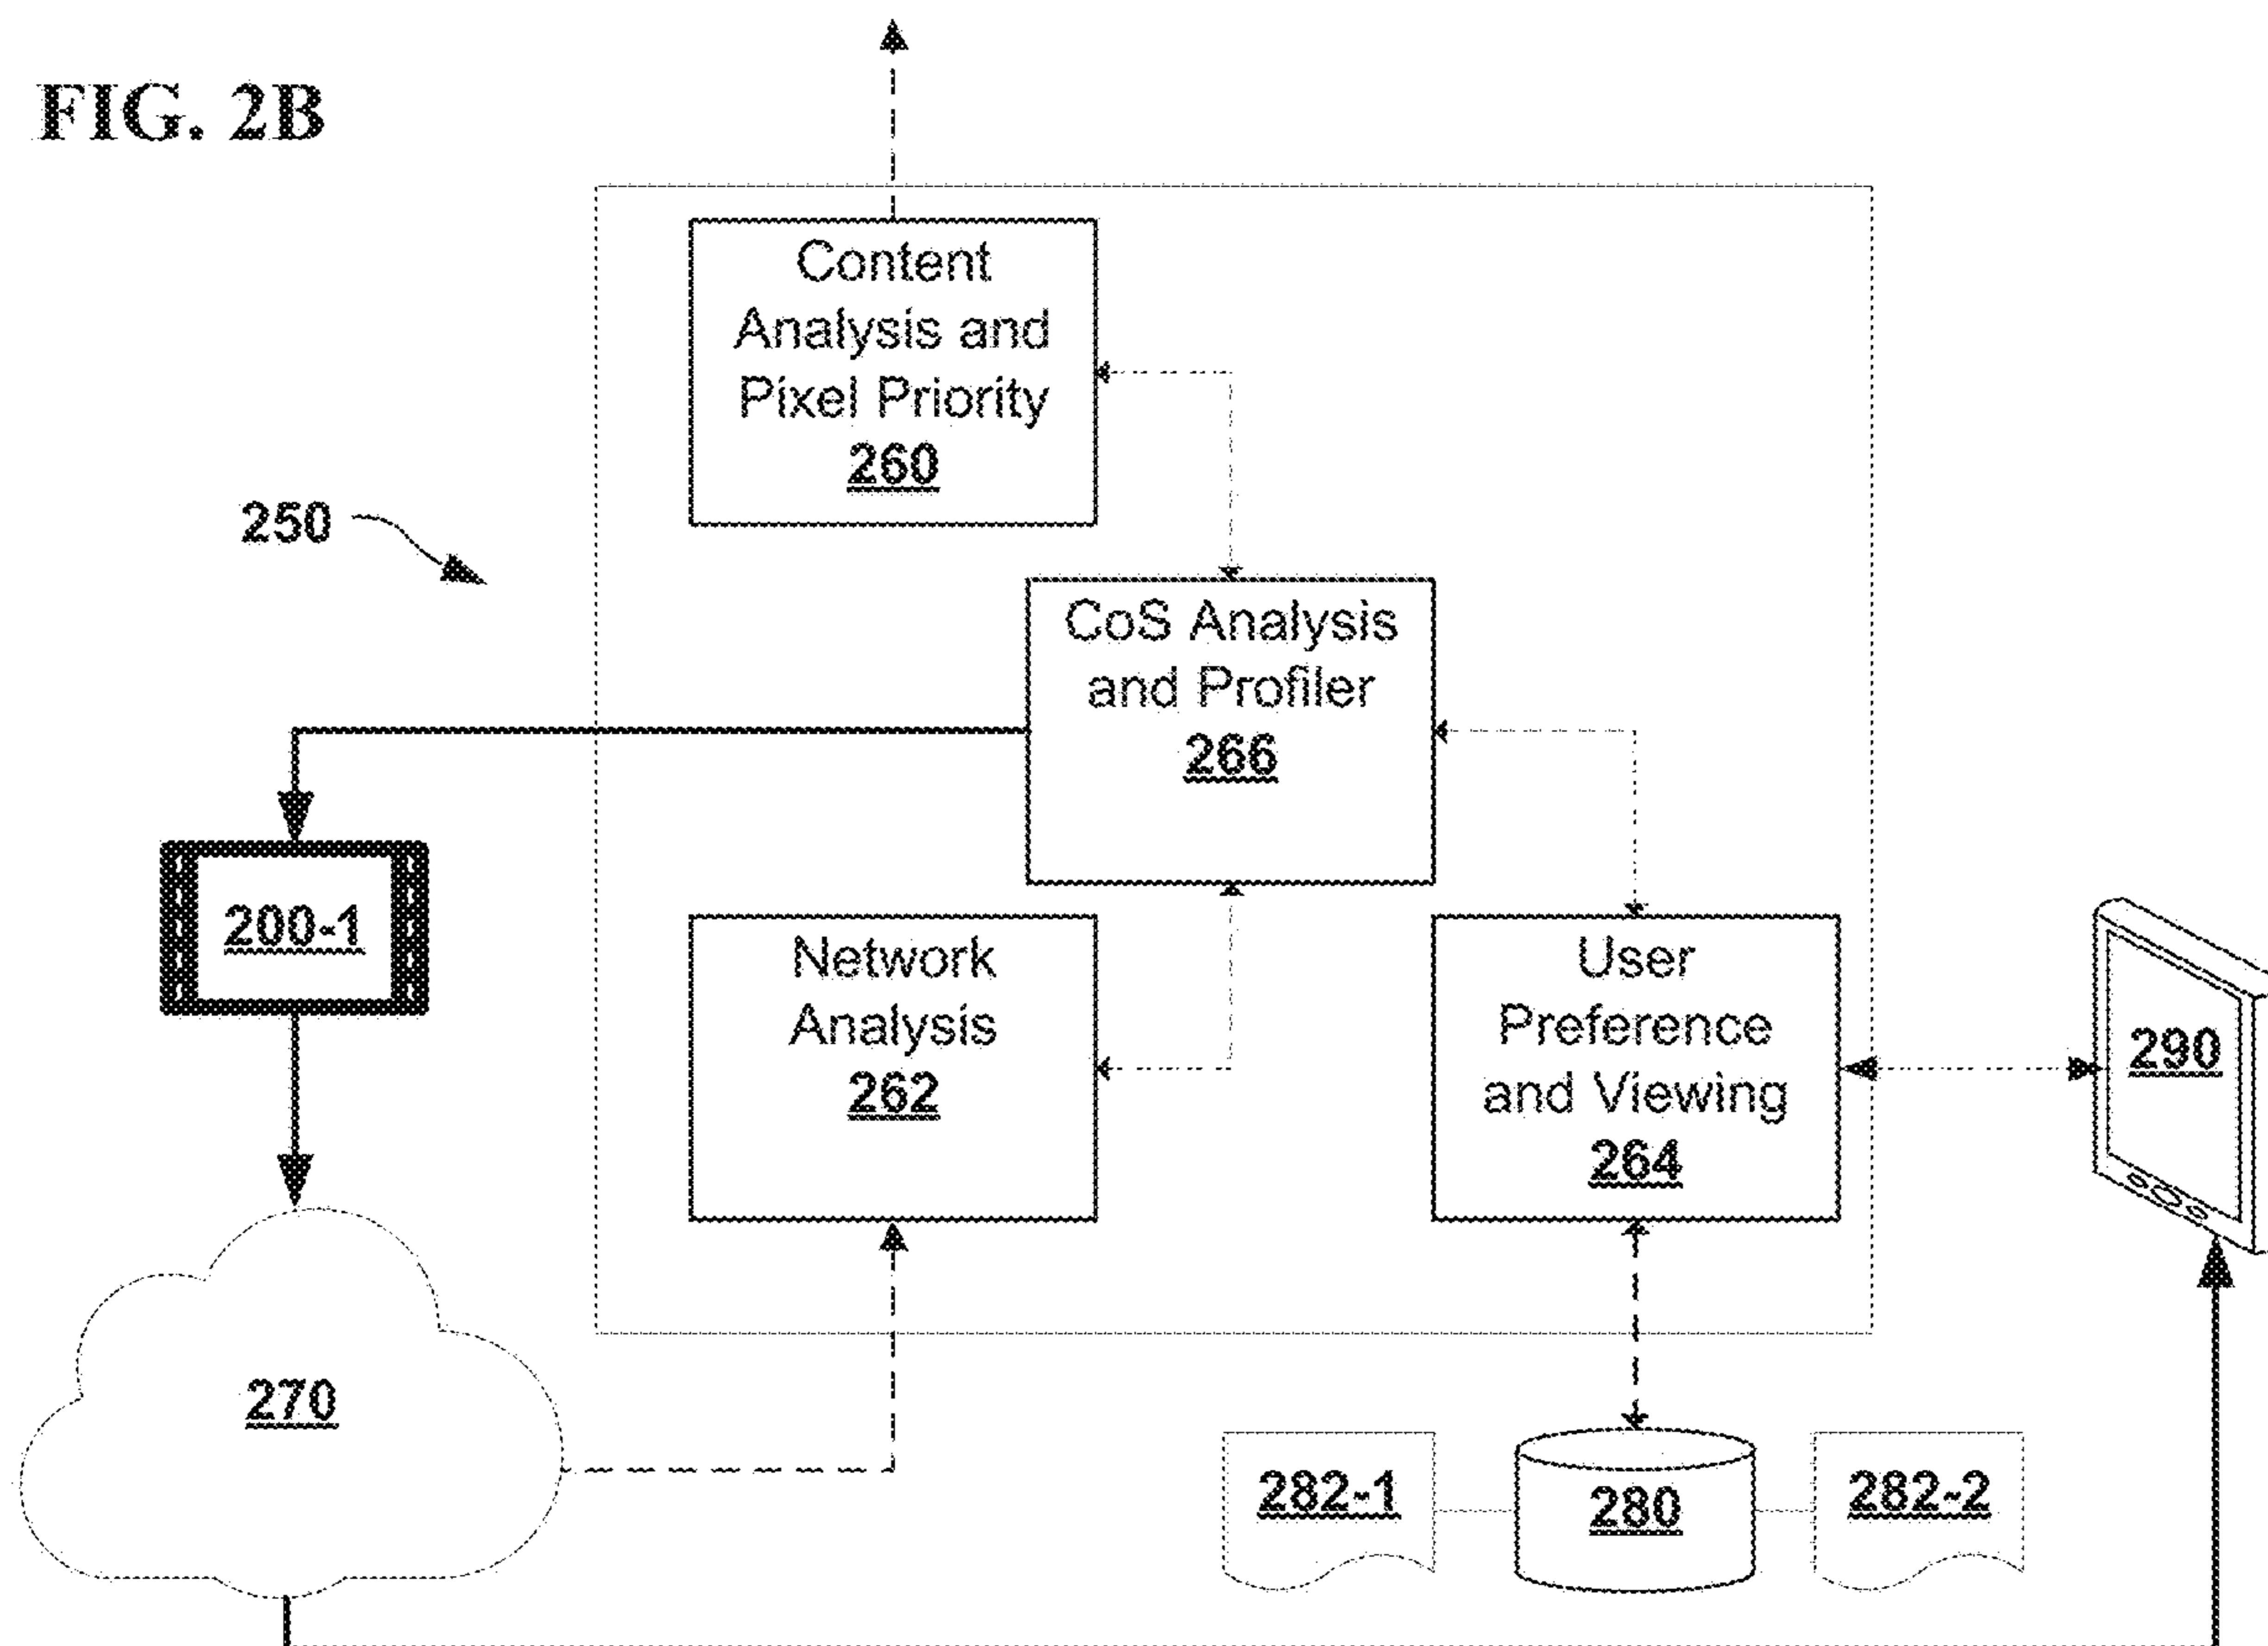 FIG. 2B
Content
Analysis and
Pixel Priority
260
250
CoS Analysis
and Profiler
266
200-1
Network
Analysis
262
User
Preference
and Viewing
264
290
270
282-1
280
282-2